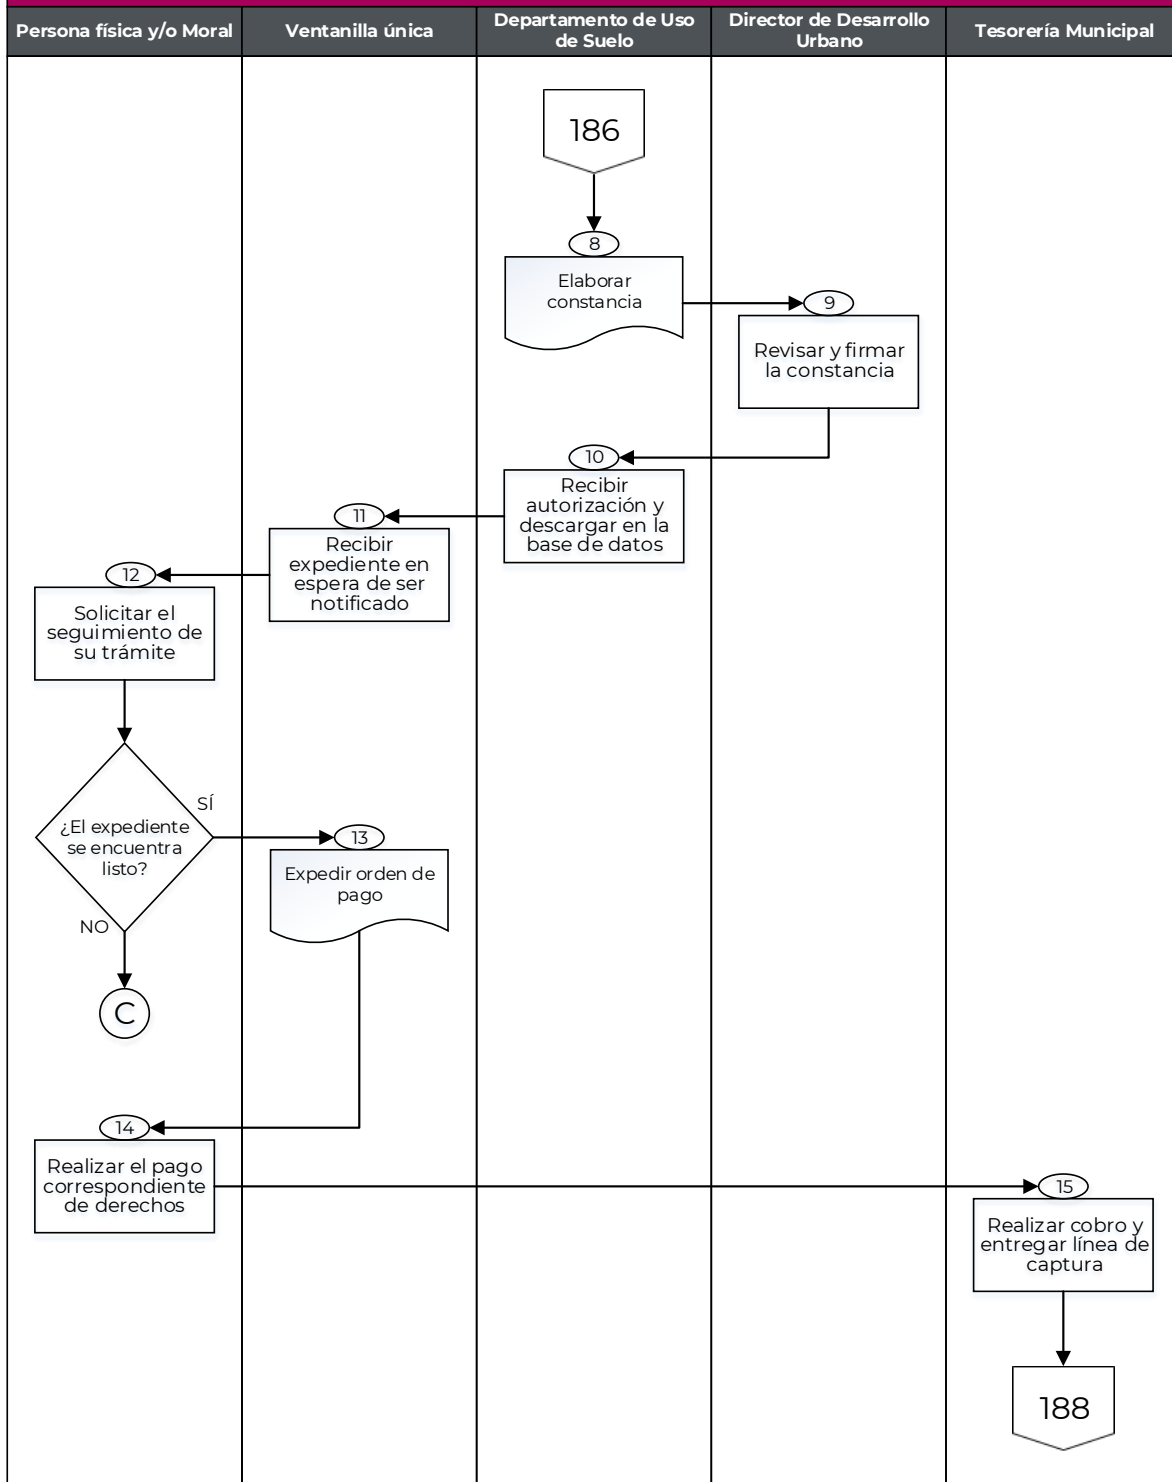 Persona física y/o Moral
Ventanilla única
Departamento de Uso
de Suelo
Director de Desarrollo
Urbano
Tesorería Municipal
186
8
Elaborar
constancia
9
Revisar y firmar
la constancia
10
Recibir
autorización y
descargar en la
base de datos
11
Recibir
expediente en
espera de ser
notificado
12
Solicitar el
seguimiento de
su trámite
¿El expediente
se encuentra
listo?
SÍ
NO
C
13
Expedir orden de
pago
14
Realizar el pago
correspondiente
de derechos
15
Realizar cobro y
entregar línea de
captura
188